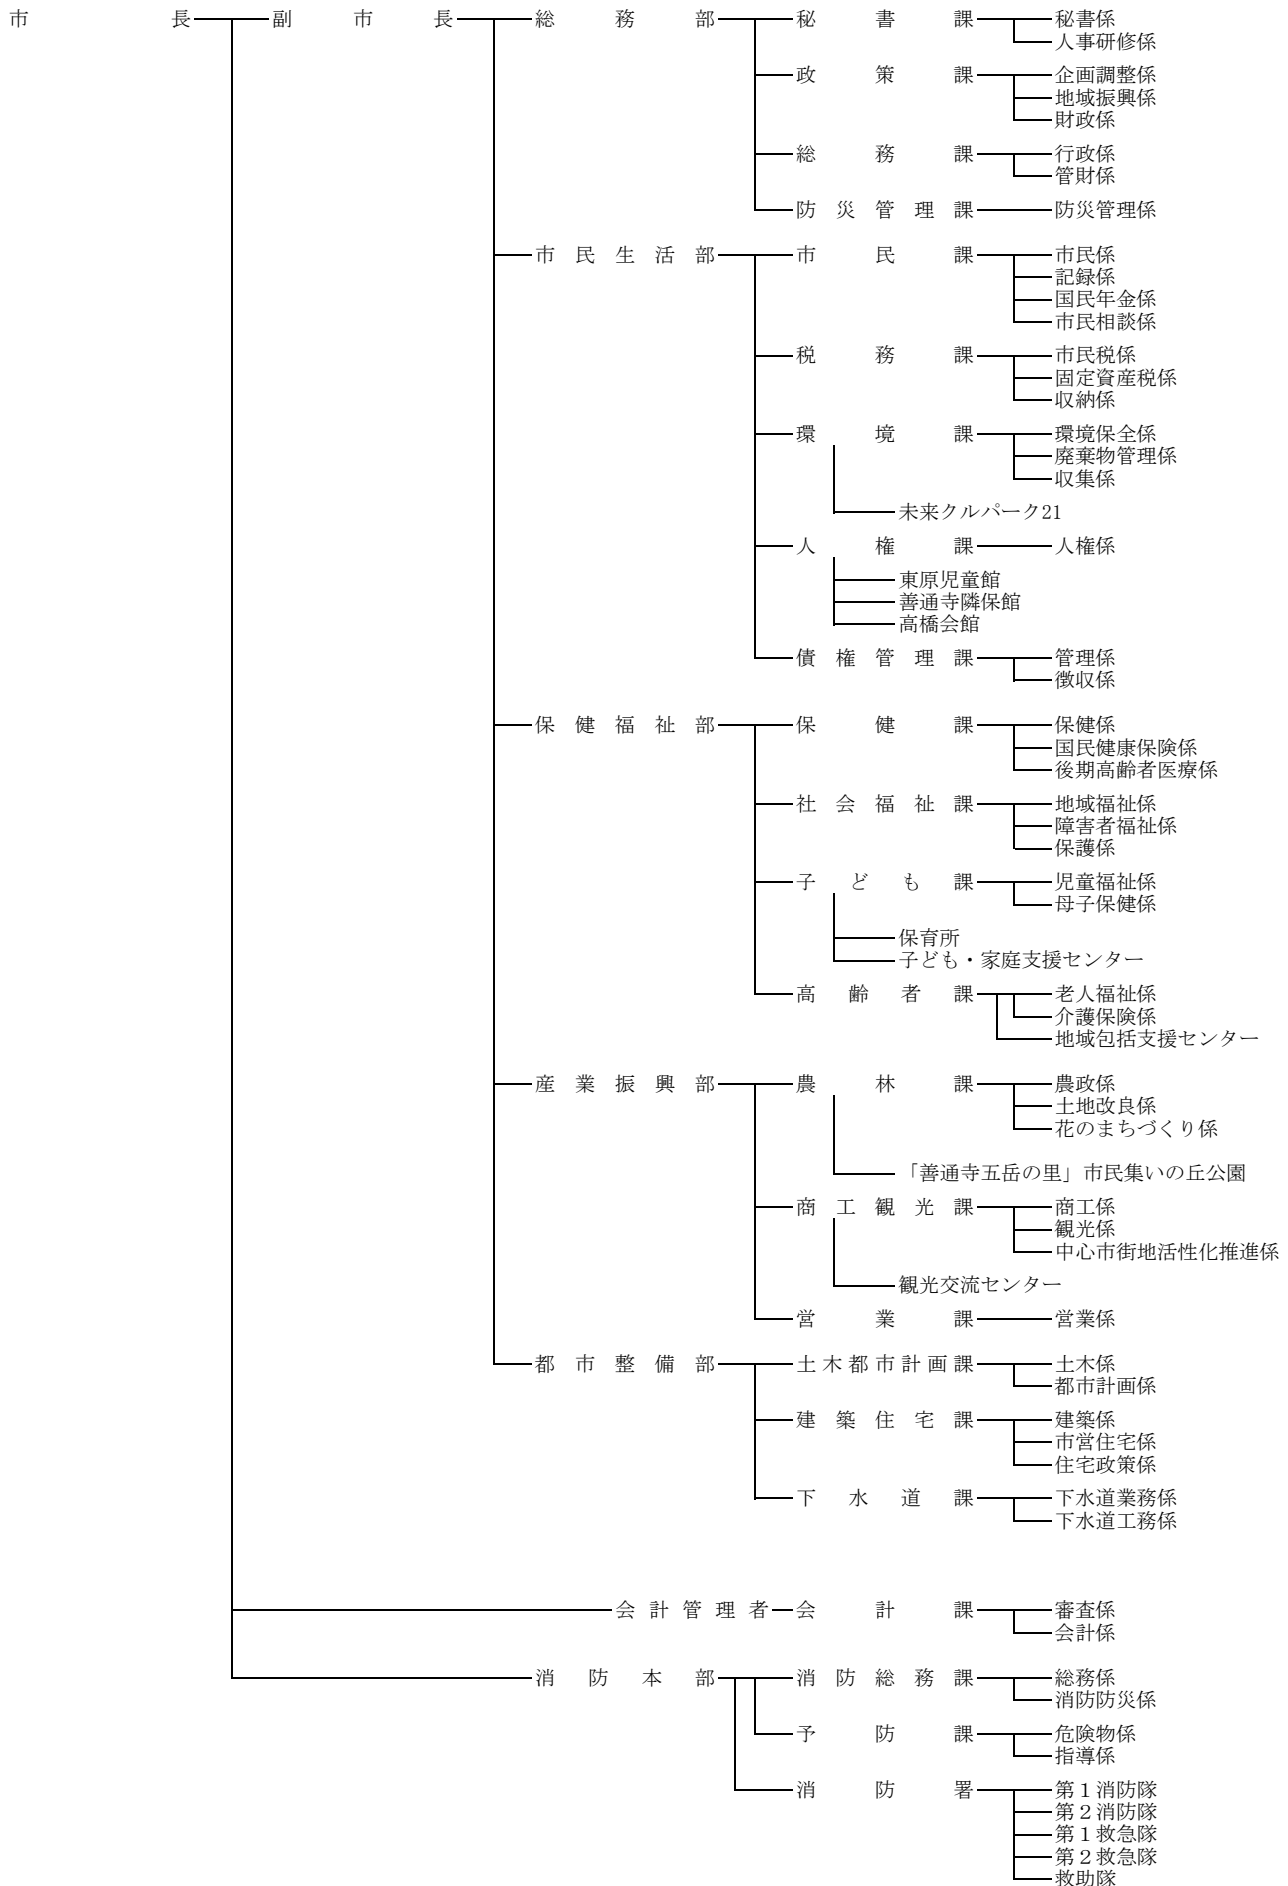 市長 副市長 総務部 秘書課 秘書係
人事研修係
政策課 企画調整係
地域振興係
財政係
総務課 行政係
管財係
防災管理課 防災管理係
市民生活部 市民課 市民係
記録係
国民年金係
市民相談係
税務課 市民税係
固定資産税係
収納係
環境課 環境保全係
廃棄物管理係
収集係
未来クルパーク21
人権課 人権係
東原児童館
善通寺隣保館
高橋会館
債権管理課 管理係
徴収係
保健福祉部 保健課 保健係
国民健康保険係
後期高齢者医療係
社会福祉課 地域福祉係
障害者福祉係
保護係
子ども課 児童福祉係
母子保健係
保育所
子ども・家庭支援センター
高齢者課 老人福祉係
介護保険係
地域包括支援センター
産業振興部 農林課 農政係
土地改良係
花のまちづくり係
「善通寺五岳の里」市民集いの丘公園
商工観光課 商工係
観光係
中心市街地活性化推進係
観光交流センター
営業課 営業係
都市整備部 土木都市計画課 土木係
都市計画係
建築住宅課 建築係
市営住宅係
住宅政策係
下水道課 下水道業務係
下水道工務係
会計管理者 会計課 審査係
会計係
消防本部 消防総務課 総務係
消防防災係
予防課 危険物係
指導係
消防署 第1消防隊
第2消防隊
第1救急隊
第2救急隊
救助隊